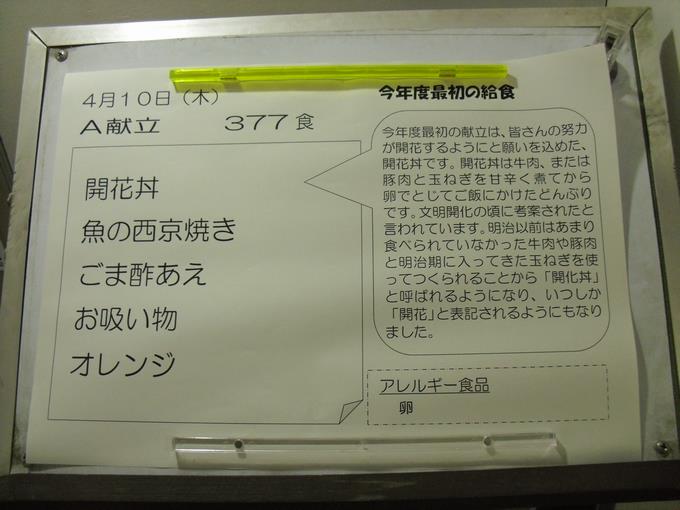 4月10日（木）
A献立　377食
開花丼
魚の西京焼き
ごま酢あえ
お吸い物
オレンジ
今年度最初の給食
今年度最初の献立は、皆さんの努力
が開花するようにと願いを込めた、
開花丼です。開花丼は牛肉、または
豚肉と玉ねぎを甘辛く煮てから
卵でとじてご飯にかけたどんぶり
です。文明開化の頃に考案されたと
言われています。明治以前はあまり
食べられていなかった牛肉や豚肉
と明治期に入ってきた玉ねぎを使
ってつくられることから「開化丼」
と呼ばれるようになり、いつしか
「開花」と表記されるようにもなり
ました。
アレルギー食品
卵